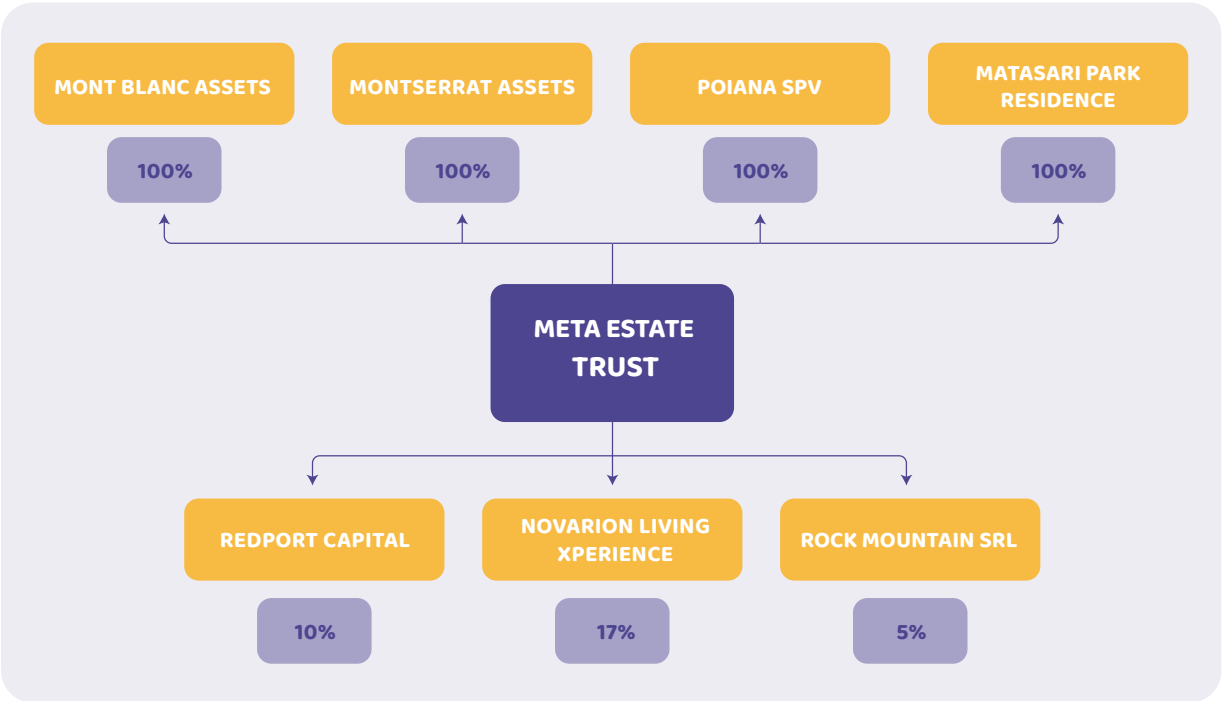 MONT BLANC ASSETS
MONTSERRAT ASSETS
POIANA SPV
MATASARI PARK
RESIDENCE
100%
100%
100%
100%
META ESTATE
TRUST
REDPORT CAPITAL
NOVARION LIVING
XPERIENCE
ROCK MOUNTAIN SRL
10%
17%
5%